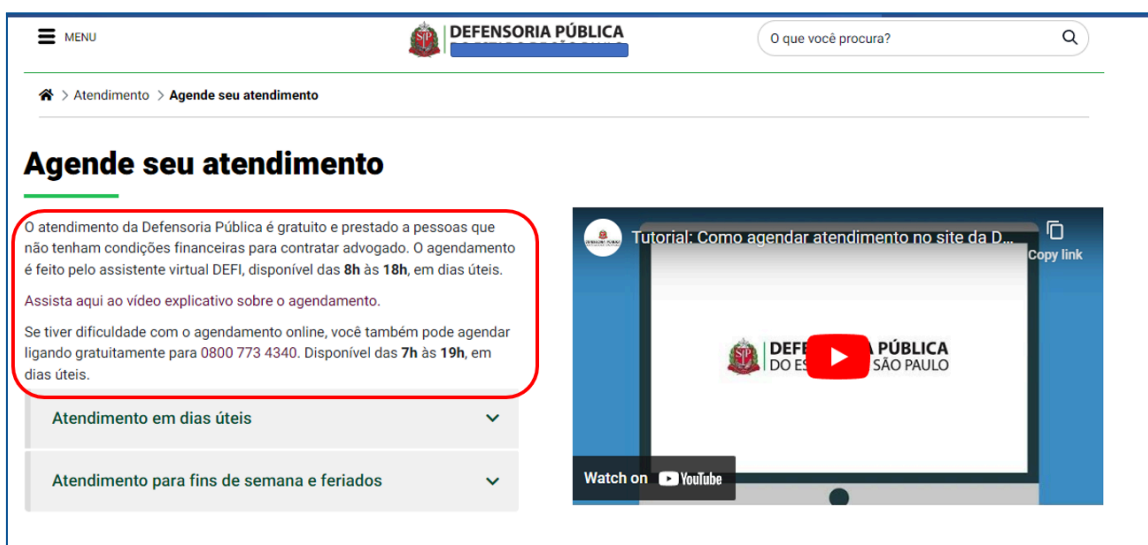 MENU
DEFENSORIA PÚBLICA
O que você procura?
Atendimento > Agende seu atendimento
Agende seu atendimento
O atendimento da Defensoria Pública é gratuito e prestado a pessoas que
não tenham condições financeiras para contratar advogado. O agendamento
é feito pelo assistente virtual DEFI, disponível das 8h às 18h, em dias úteis.
Assista aqui ao vídeo explicativo sobre o agendamento.
Se tiver dificuldade com o agendamento online, você também pode agendar
ligando gratuitamente para 0800 773 4340. Disponível das 7h às 19h, em
dias úteis.
Atendimento em dias úteis
Atendimento para fins de semana e feriados
Tutorial: Como agendar atendimento no site da D...
Copy link
DEFE A PÚBLICA
DO ES SÃO PAULO
Watch on YouTube